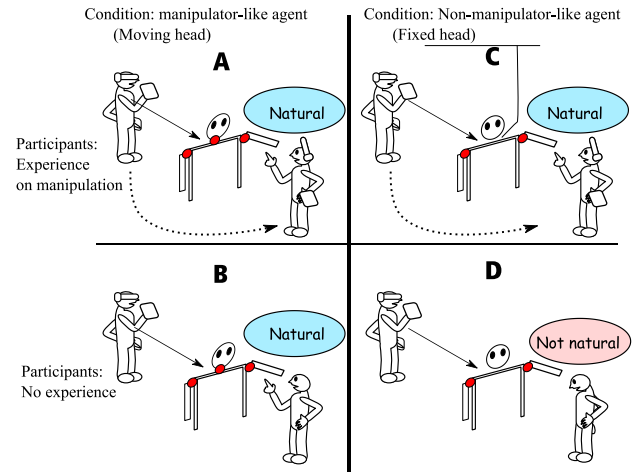 Condition: manipulator-like agent
(Moving head)
Condition: Non-manipulator-like agent
(Fixed head)
A
C
Natural
Natural
Participants:
Experience
on manipulation
B
D
Natural
Not natural
Participants:
No experience